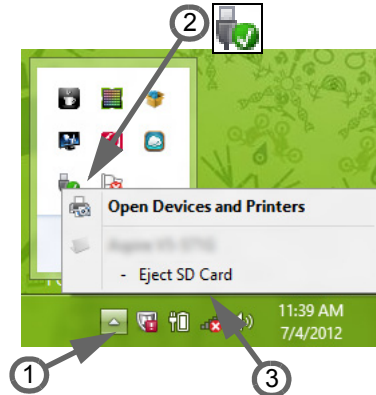 2
Open Devices and Printers
- Eject SD Card
11:39 AM
7/4/2012
1
3